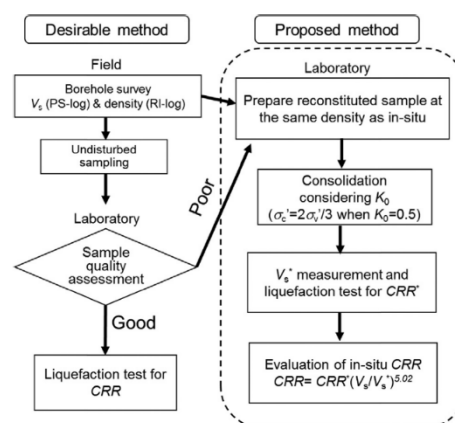 Desirable method
Proposed method
Field
Borehole survey
Vs (PS-log) & density (RI-log)
Undisturbed
sampling
Laboratory
Sample
quality
assessment
Poor
Good
Liquefaction test for
CRR
Laboratory
Prepare reconstituted sample at
the same density as in-situ
Consolidation
considering K0
(σc'=2σv'/3 when K0=0.5)
Vs* measurement and
liquefaction test for CRR*
Evaluation of in-situ CRR
CRR= CRR*(Vs/Vs*)^5.02